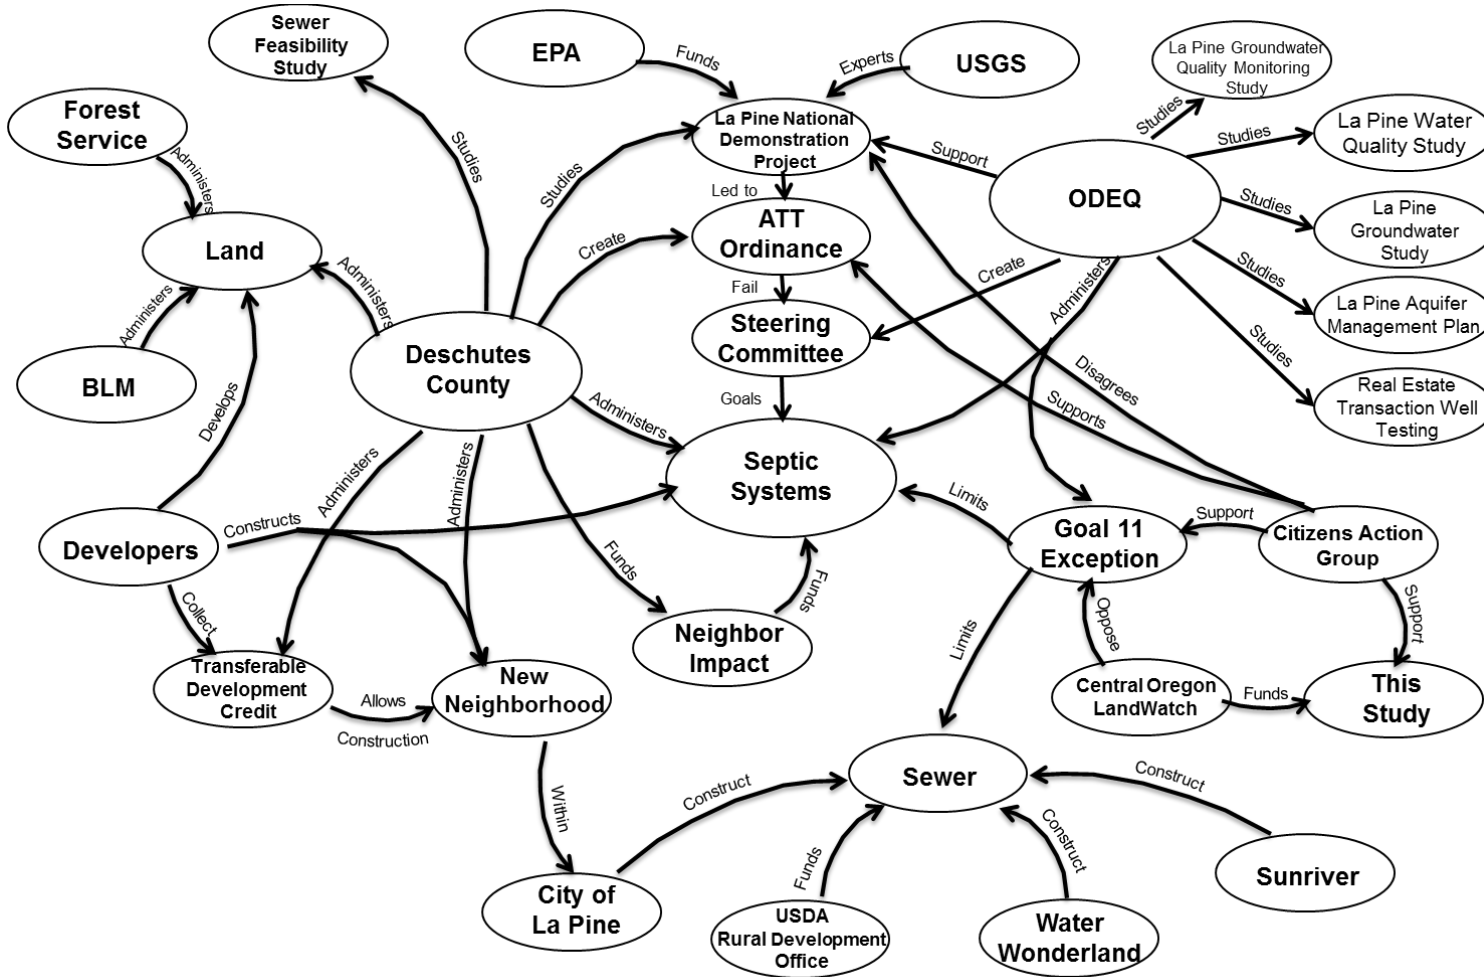 Sewer
Feasibility
Study
EPA
Funds
Experts
USGS
La Pine Groundwater
Quality Monitoring
Study
Forest
Service
Administers
Studies
Studies
La Pine National
Demonstration
Project
Support
Studies
Studies
La Pine Water
Quality Study
Led to
ODEQ
Land
Create
ATT
Ordinance
Studies
La Pine
Groundwater
Study
Administers
Administers
Fail
Create
Administers
Studies
La Pine Aquifer
Management Plan
BLM
Deschutes
County
Steering
Committee
Studies
Develops
Goals
Disagrees
Supports
Real Estate
Transaction Well
Testing
Administers
Administers
Administers
Septic
Systems
Limits
Developers
Constructs
Funds
Funds
Goal 11
Exception
Support
Citizens Action
Group
Collect
Neighbor
Impact
Limits
Oppose
Support
Transferable
Development
Credit
Allows
Construction
New
Neighborhood
Central Oregon
LandWatch
Funds
This
Study
Within
Construct
Sewer
Construct
City of
La Pine
Funds
Construct
Sunriver
USDA
Rural Development
Office
Water
Wonderland